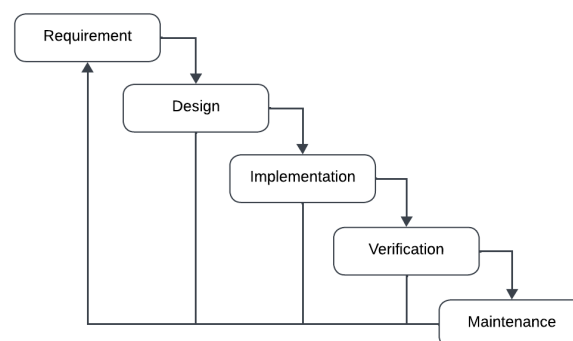 Requirement
Design
Implementation
Verification
Maintenance